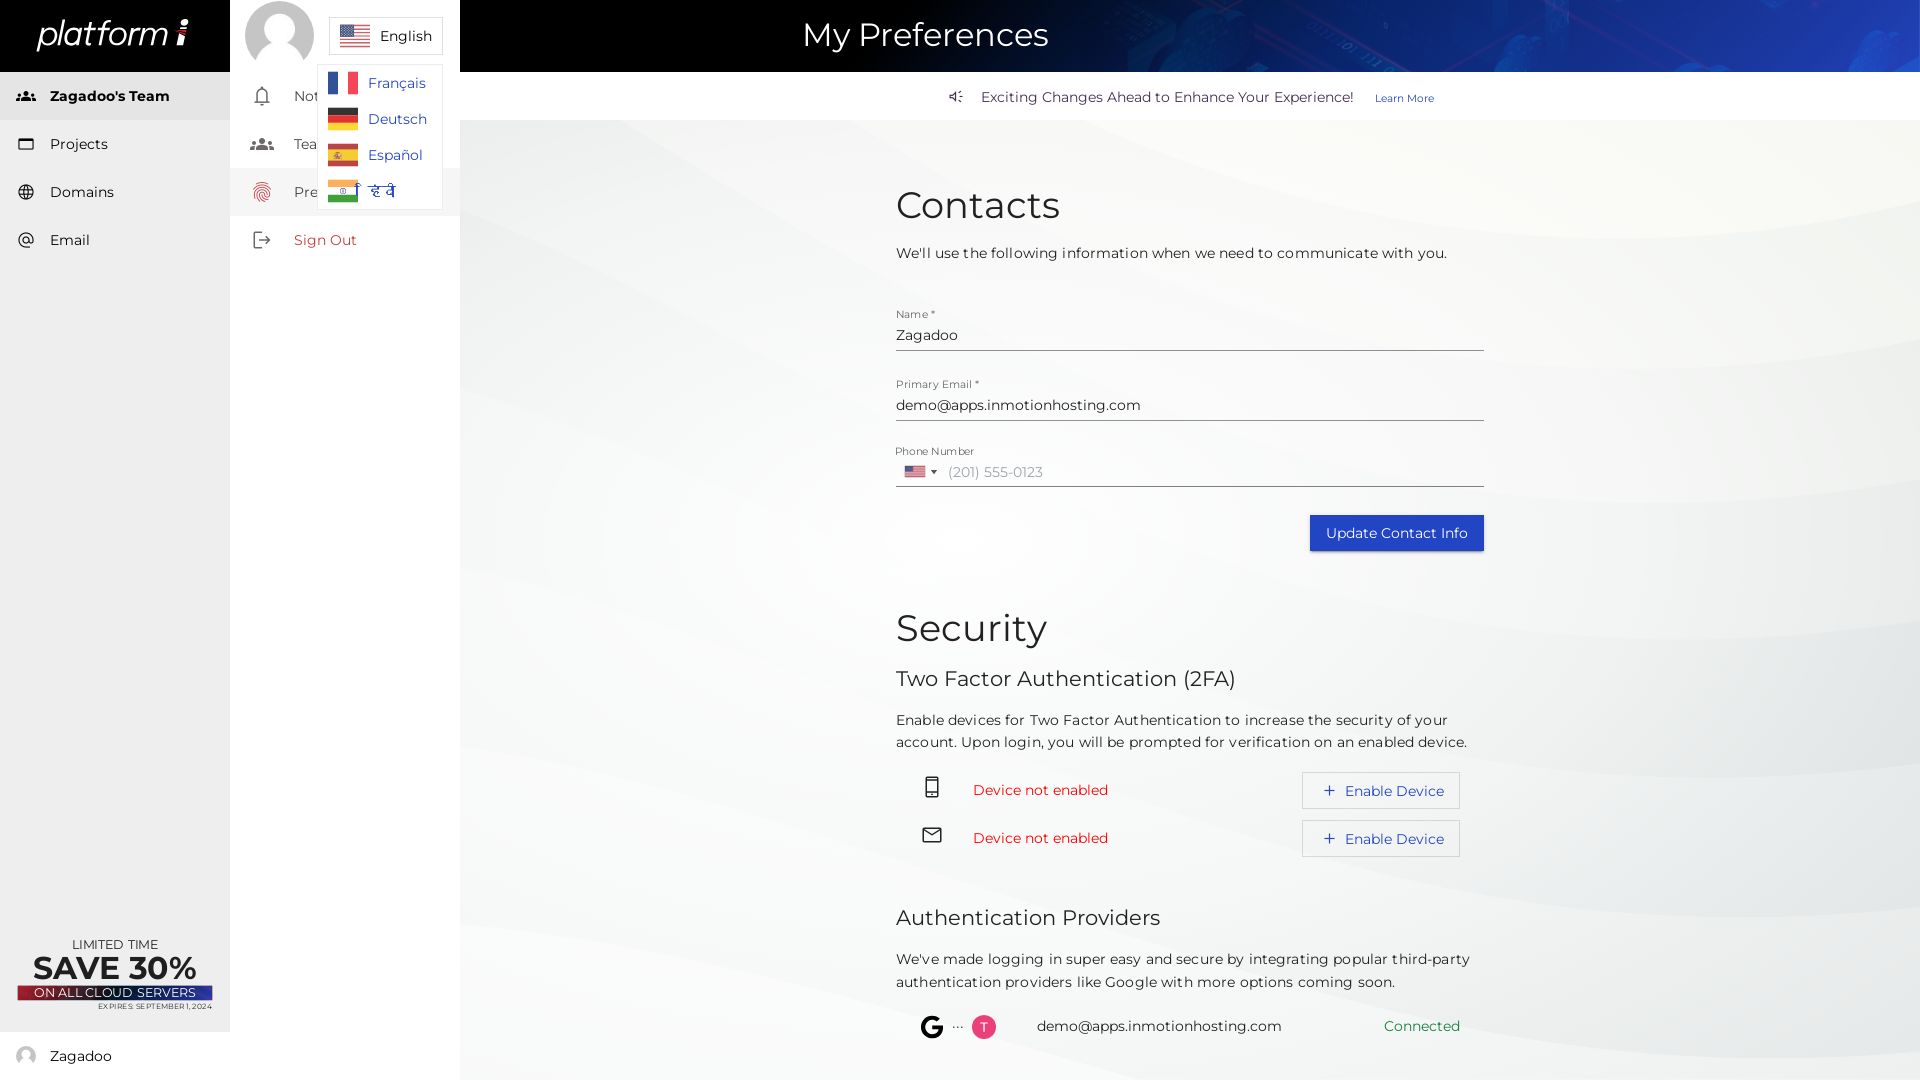 platform i
English
My Preferences
Français
Deutsch
Español
हिंदी
Zagadoo's Team
Projects
Domains
Email
Sign Out
Exciting Changes Ahead to Enhance Your Experience! Learn More
Contacts
We'll use the following information when we need to communicate with you.
Name *
Zagadoo
Primary Email *
demo@apps.inmotionhosting.com
Phone Number
(201) 555-0123
Update Contact Info
Security
Two Factor Authentication (2FA)
Enable devices for Two Factor Authentication to increase the security of your
account. Upon login, you will be prompted for verification on an enabled device.
Device not enabled
+ Enable Device
Device not enabled
+ Enable Device
Authentication Providers
We've made logging in super easy and secure by integrating popular third-party
authentication providers like Google with more options coming soon.
G ··· T demo@apps.inmotionhosting.com Connected
LIMITED TIME
SAVE 30%
ON ALL CLOUD SERVERS
EXPIRES: SEPTEMBER 1, 2024
Zagadoo